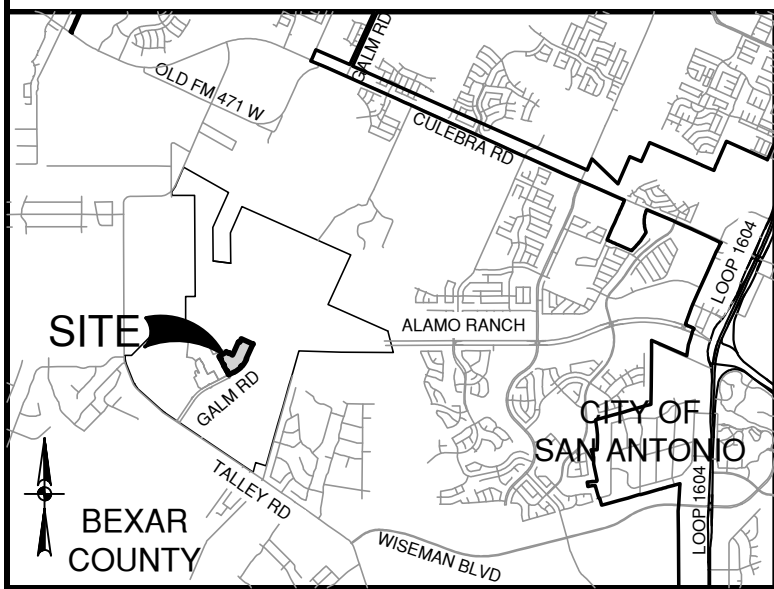 GALM RD
OLD FM 471 W
CULEBRA RD
LOOP 1604
SITE
ALAMO RANCH
GALM RD
CITY OF
SAN ANTONIO
TALLEY RD
LOOP 1604
BEXAR
COUNTY
WISEMAN BLVD